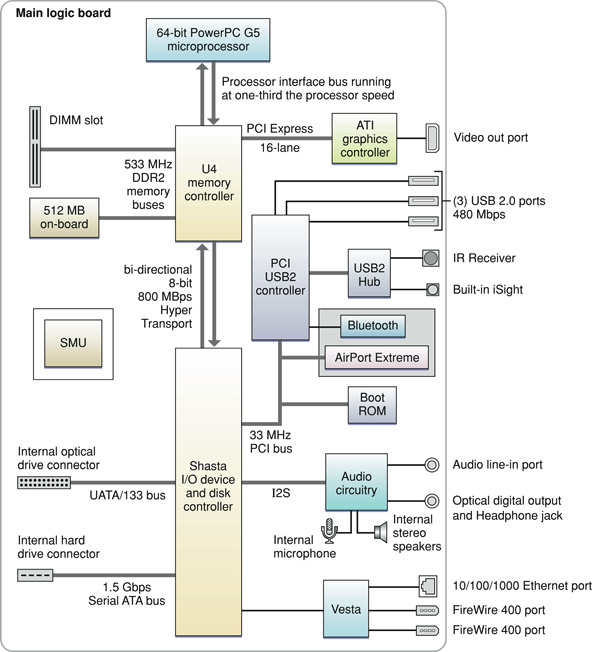 Main logic board
64-bit PowerPC G5
microprocessor
Processor interface bus running
at one-third the processor speed
DIMM slot
PCI Express
16-lane
ATI
graphics
controller
Video out port
U4
memory
controller
533 MHz
DDR2
memory
buses
512 MB
on-board
(3) USB 2.0 ports
480 Mbps
PCI
USB2
controller
USB2
Hub
IR Receiver
Built-in iSight
bi-directional
8-bit
800 MBps
Hyper
Transport
Bluetooth
AirPort Extreme
SMU
Boot
ROM
33 MHz
PCI bus
Internal optical
drive connector
UATA/133 bus
Shasta
I/O device
and disk
controller
I2S
Audio
circuitry
Audio line-in port
Optical digital output
and Headphone jack
Internal
microphone
Internal
stereo
speakers
Internal hard
drive connector
1.5 Gbps
Serial ATA bus
Vesta
10/100/1000 Ethernet port
FireWire 400 port
FireWire 400 port